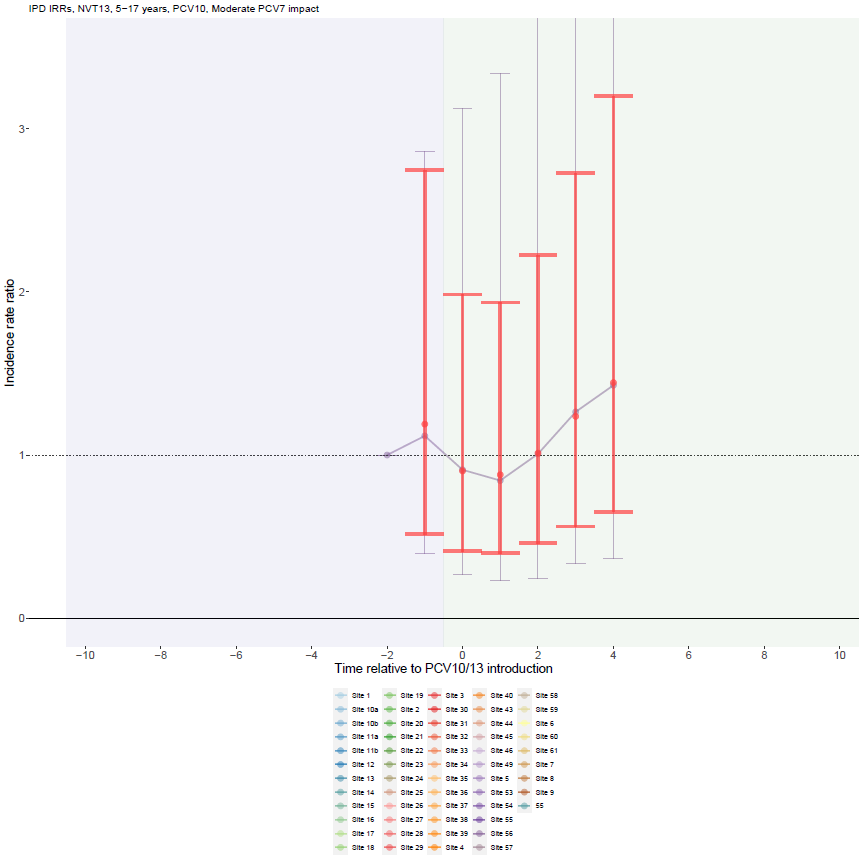 IPD IRRs, NVT13, 5−17 years, PCV10, Moderate PCV7 impact
Incidence rate ratio
3
2
1
0
−10 −8 −6 −4 −2 0 2 4 6 8 10
Time relative to PCV10/13 introduction
Site 1 Site 19 Site 3 Site 40 Site 58
Site 10a Site 2 Site 30 Site 43 Site 59
Site 10b Site 20 Site 31 Site 44 Site 6
Site 11a Site 21 Site 32 Site 45 Site 60
Site 11b Site 22 Site 33 Site 46 Site 61
Site 12 Site 23 Site 34 Site 49 Site 7
Site 13 Site 24 Site 35 Site 5 Site 8
Site 14 Site 25 Site 36 Site 53 Site 9
Site 15 Site 26 Site 37 Site 54 55
Site 16 Site 27 Site 38 Site 55
Site 17 Site 28 Site 39 Site 56
Site 18 Site 29 Site 4 Site 57